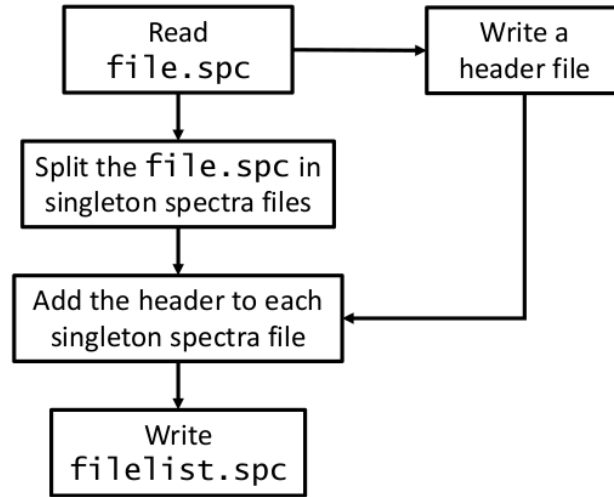 Read
file.spc
Write a
header file
Split the file.spc in
singleton spectra files
Add the header to each
singleton spectra file
Write
filelist.spc